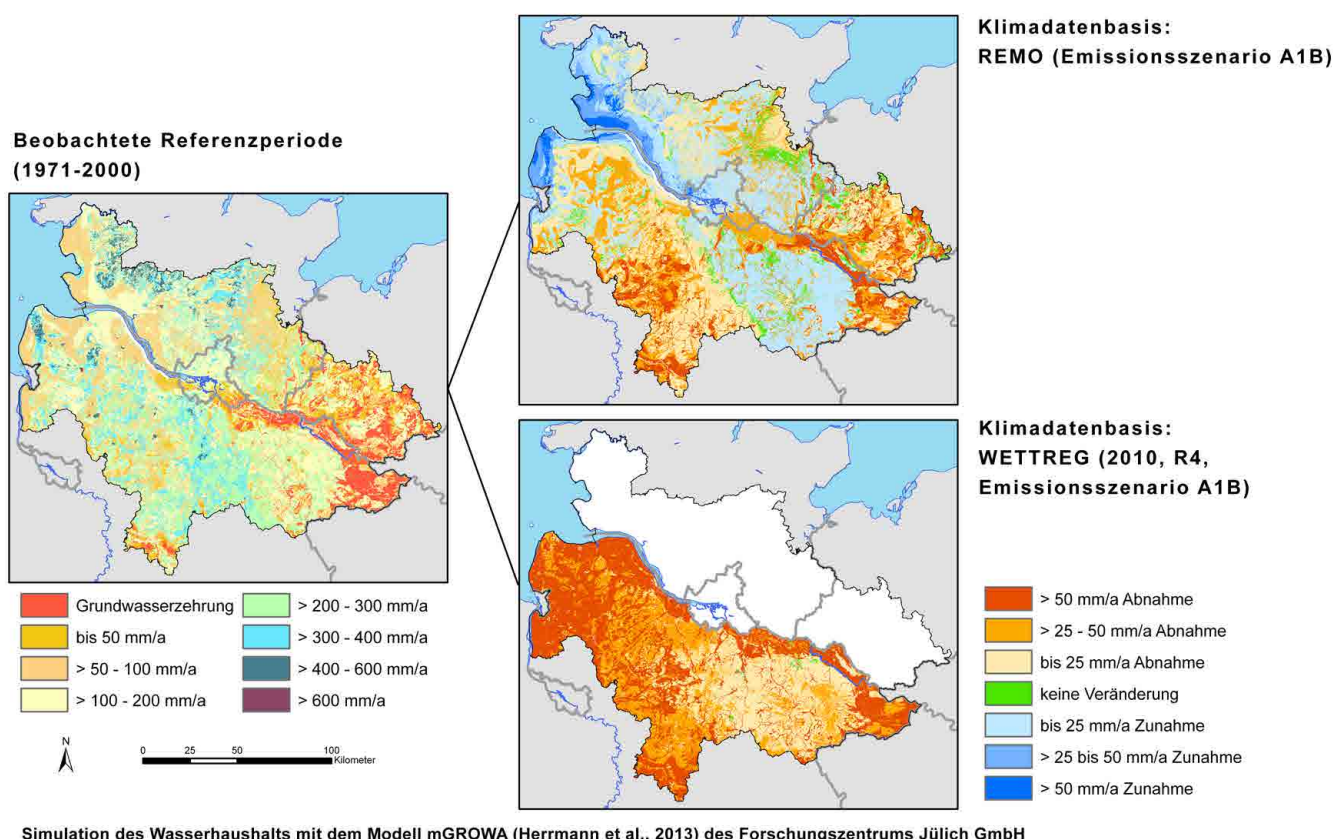 Klimadatenbasis:
REMO (Emissionsszenario A1B)
Beobachtete Referenzperiode
(1971-2000)
Klimadatenbasis:
WETTREG (2010, R4,
Emissionsszenario A1B)
Grundwasserzehrung
bis 50 mm/a
> 50 - 100 mm/a
> 100 - 200 mm/a
> 200 - 300 mm/a
> 300 - 400 mm/a
> 400 - 600 mm/a
> 600 mm/a
> 50 mm/a Abnahme
> 25 - 50 mm/a Abnahme
bis 25 mm/a Abnahme
keine Veränderung
bis 25 mm/a Zunahme
> 25 bis 50 mm/a Zunahme
> 50 mm/a Zunahme
N
0 25 50 100
Kilometer
Simulation des Wasserhaushalts mit dem Modell mGROWA (Herrmann et al., 2013) des Forschungszentrums Jülich GmbH